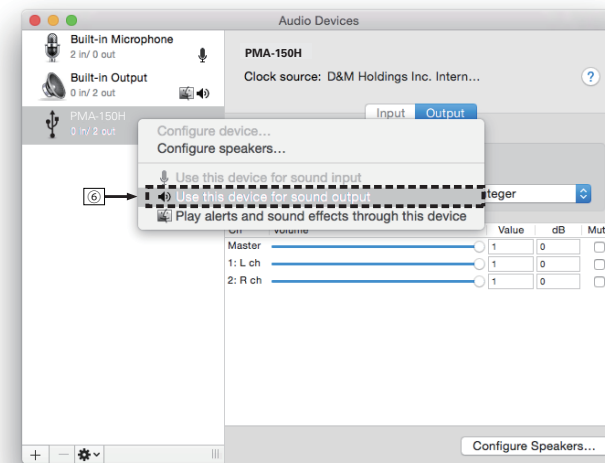 Audio Devices
Built-in Microphone
2 in/ 0 out
Built-in Output
0 in/ 2 out
PMA-150H
0 in/ 2 out
PMA-150H
Clock source: D&M Holdings Inc. Intern...
?
Input Output
Configure device...
Configure speakers...
Use this device for sound input
⑥
Use this device for sound output
Play alerts and sound effects through this device
teger
Ch Volume Value dB Mut
Master 1 0
1: L ch 1 0
2: R ch 1 0
Configure Speakers...